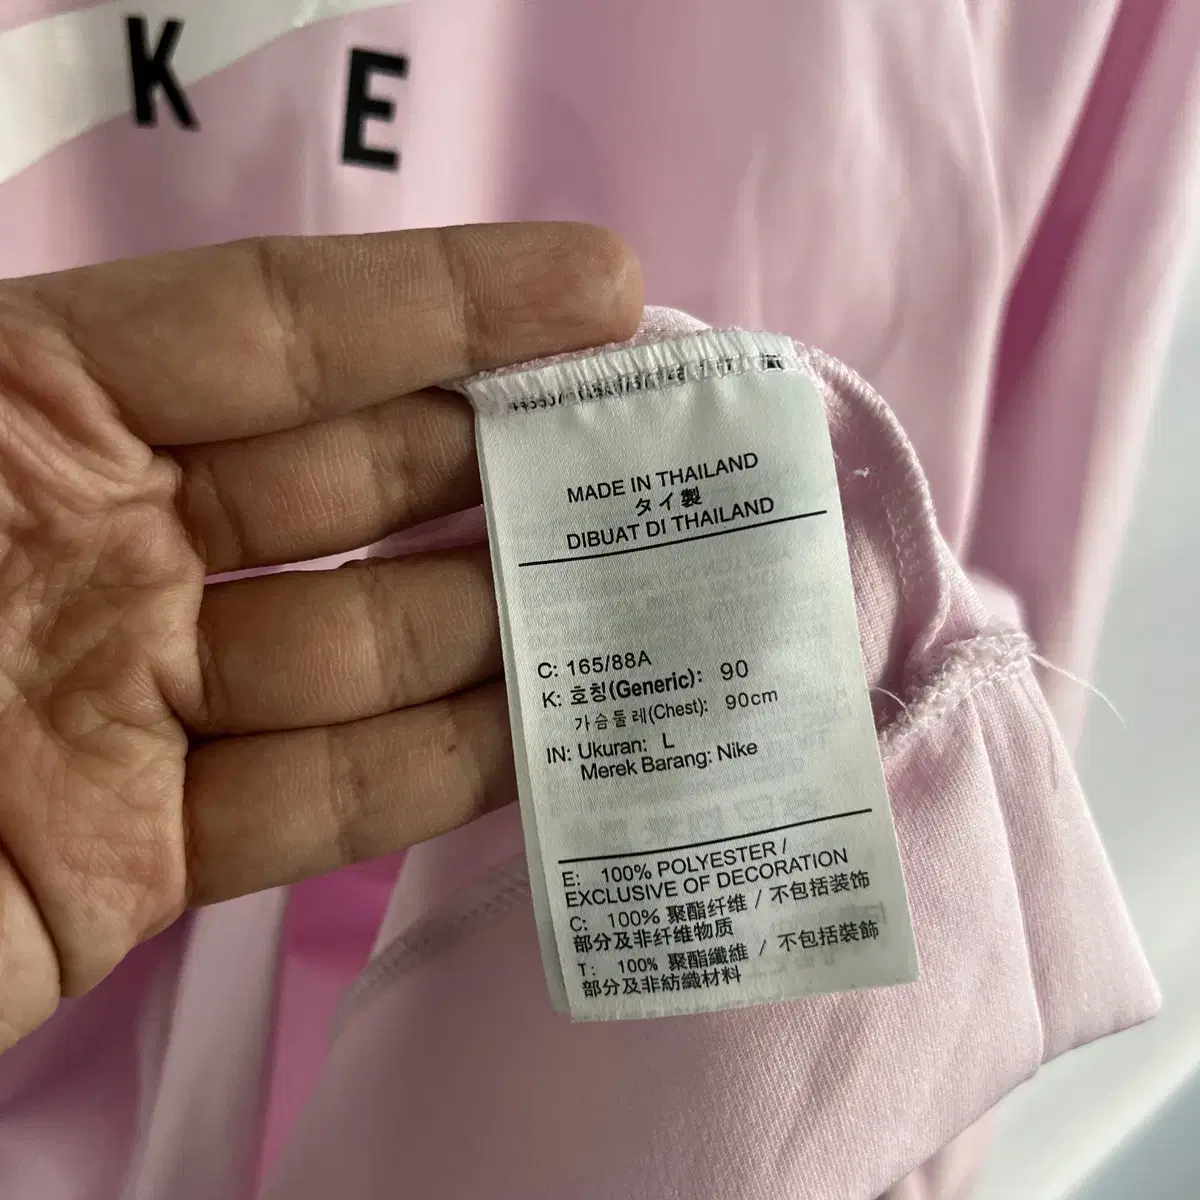 K E
MADE IN THAILAND
タイ製
DIBUAT DI THAILAND
C: 165/88A
K: 호칭(Generic): 90
가슴둘레(Chest): 90cm
IN: Ukuran: L
Merek Barang: Nike
E: 100% POLYESTER /
EXCLUSIVE OF DECORATION
C: 100% 聚酯纤维 / 不包括装饰
部分及非纤维物质
T: 100% 聚酯纖維 / 不包括裝飾
部分及非紡織材料